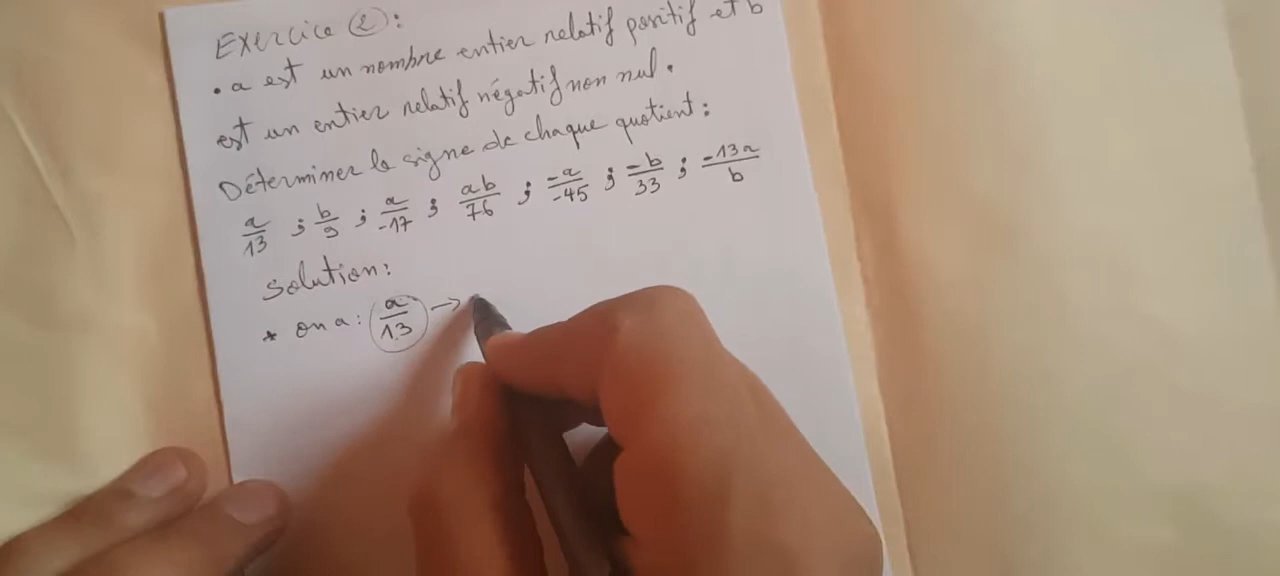 Exercice 2 :
. a est un nombre entier relatif positif et b
est un entier relatif négatif non nul.
Déterminer le signe de chaque quotient :
a/13 ; b/9 ; a/-17 ; ab/76 ; -a/-45 ; -b/33 ; -13a/b
Solution :
* on a : a/13 →